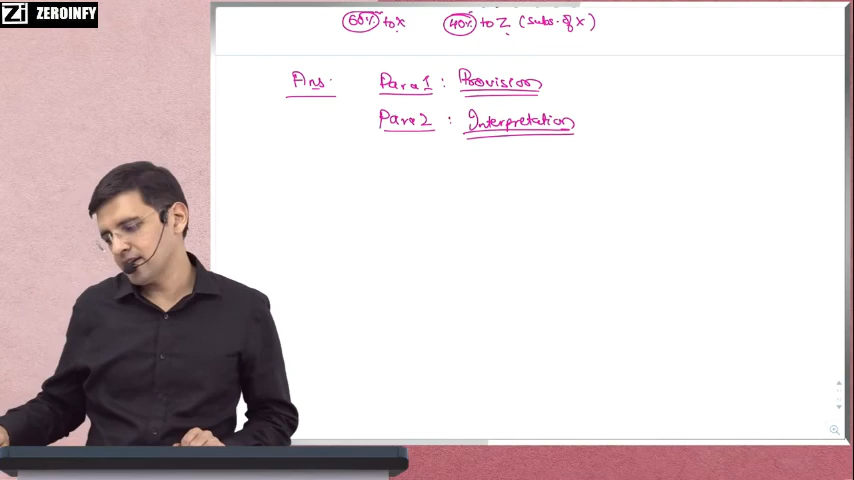 Zi ZEROINFY
60% to x 40% to Z (Subs. of x)
Ans. Para 1 : Provision
Para 2 : Interpretation